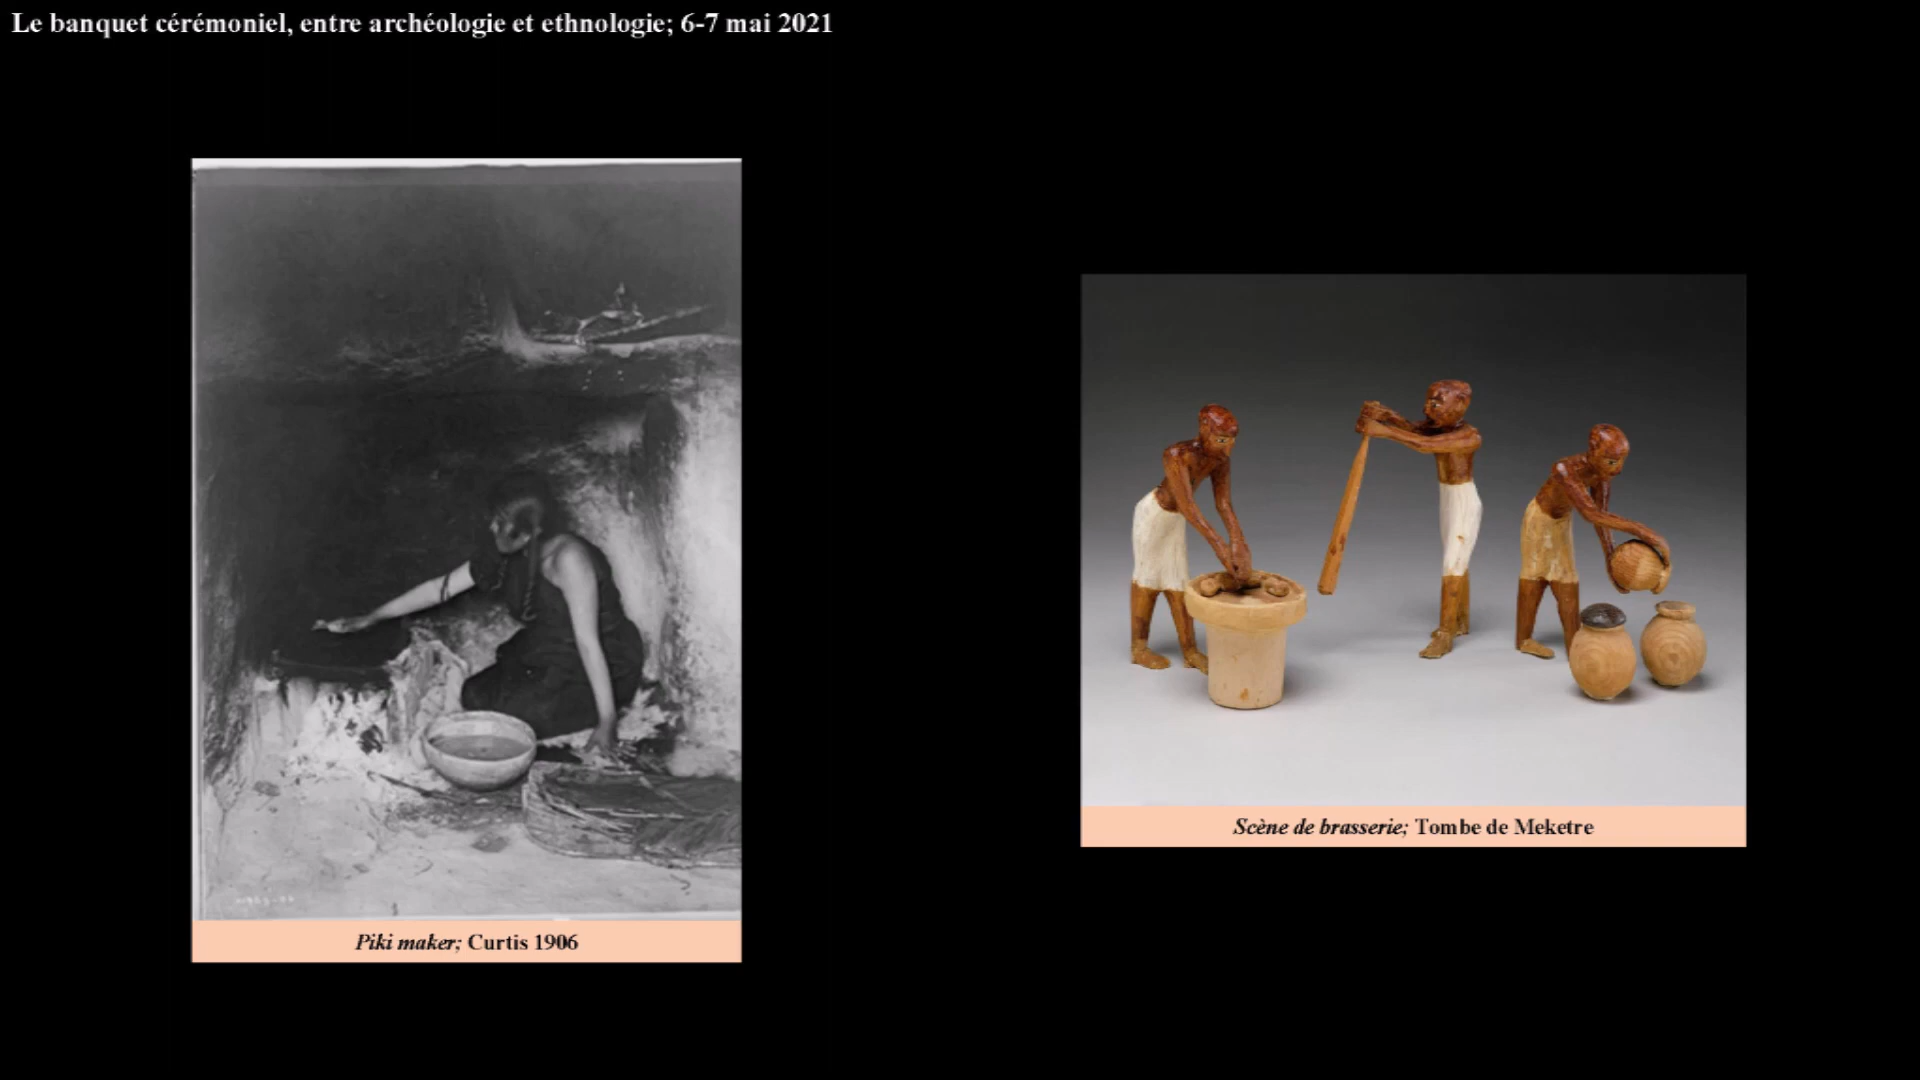 Le banquet cérémoniel, entre archéologie et ethnologie; 6-7 mai 2021
Scène de brasserie; Tombe de Meketre
Piki maker; Curtis 1906